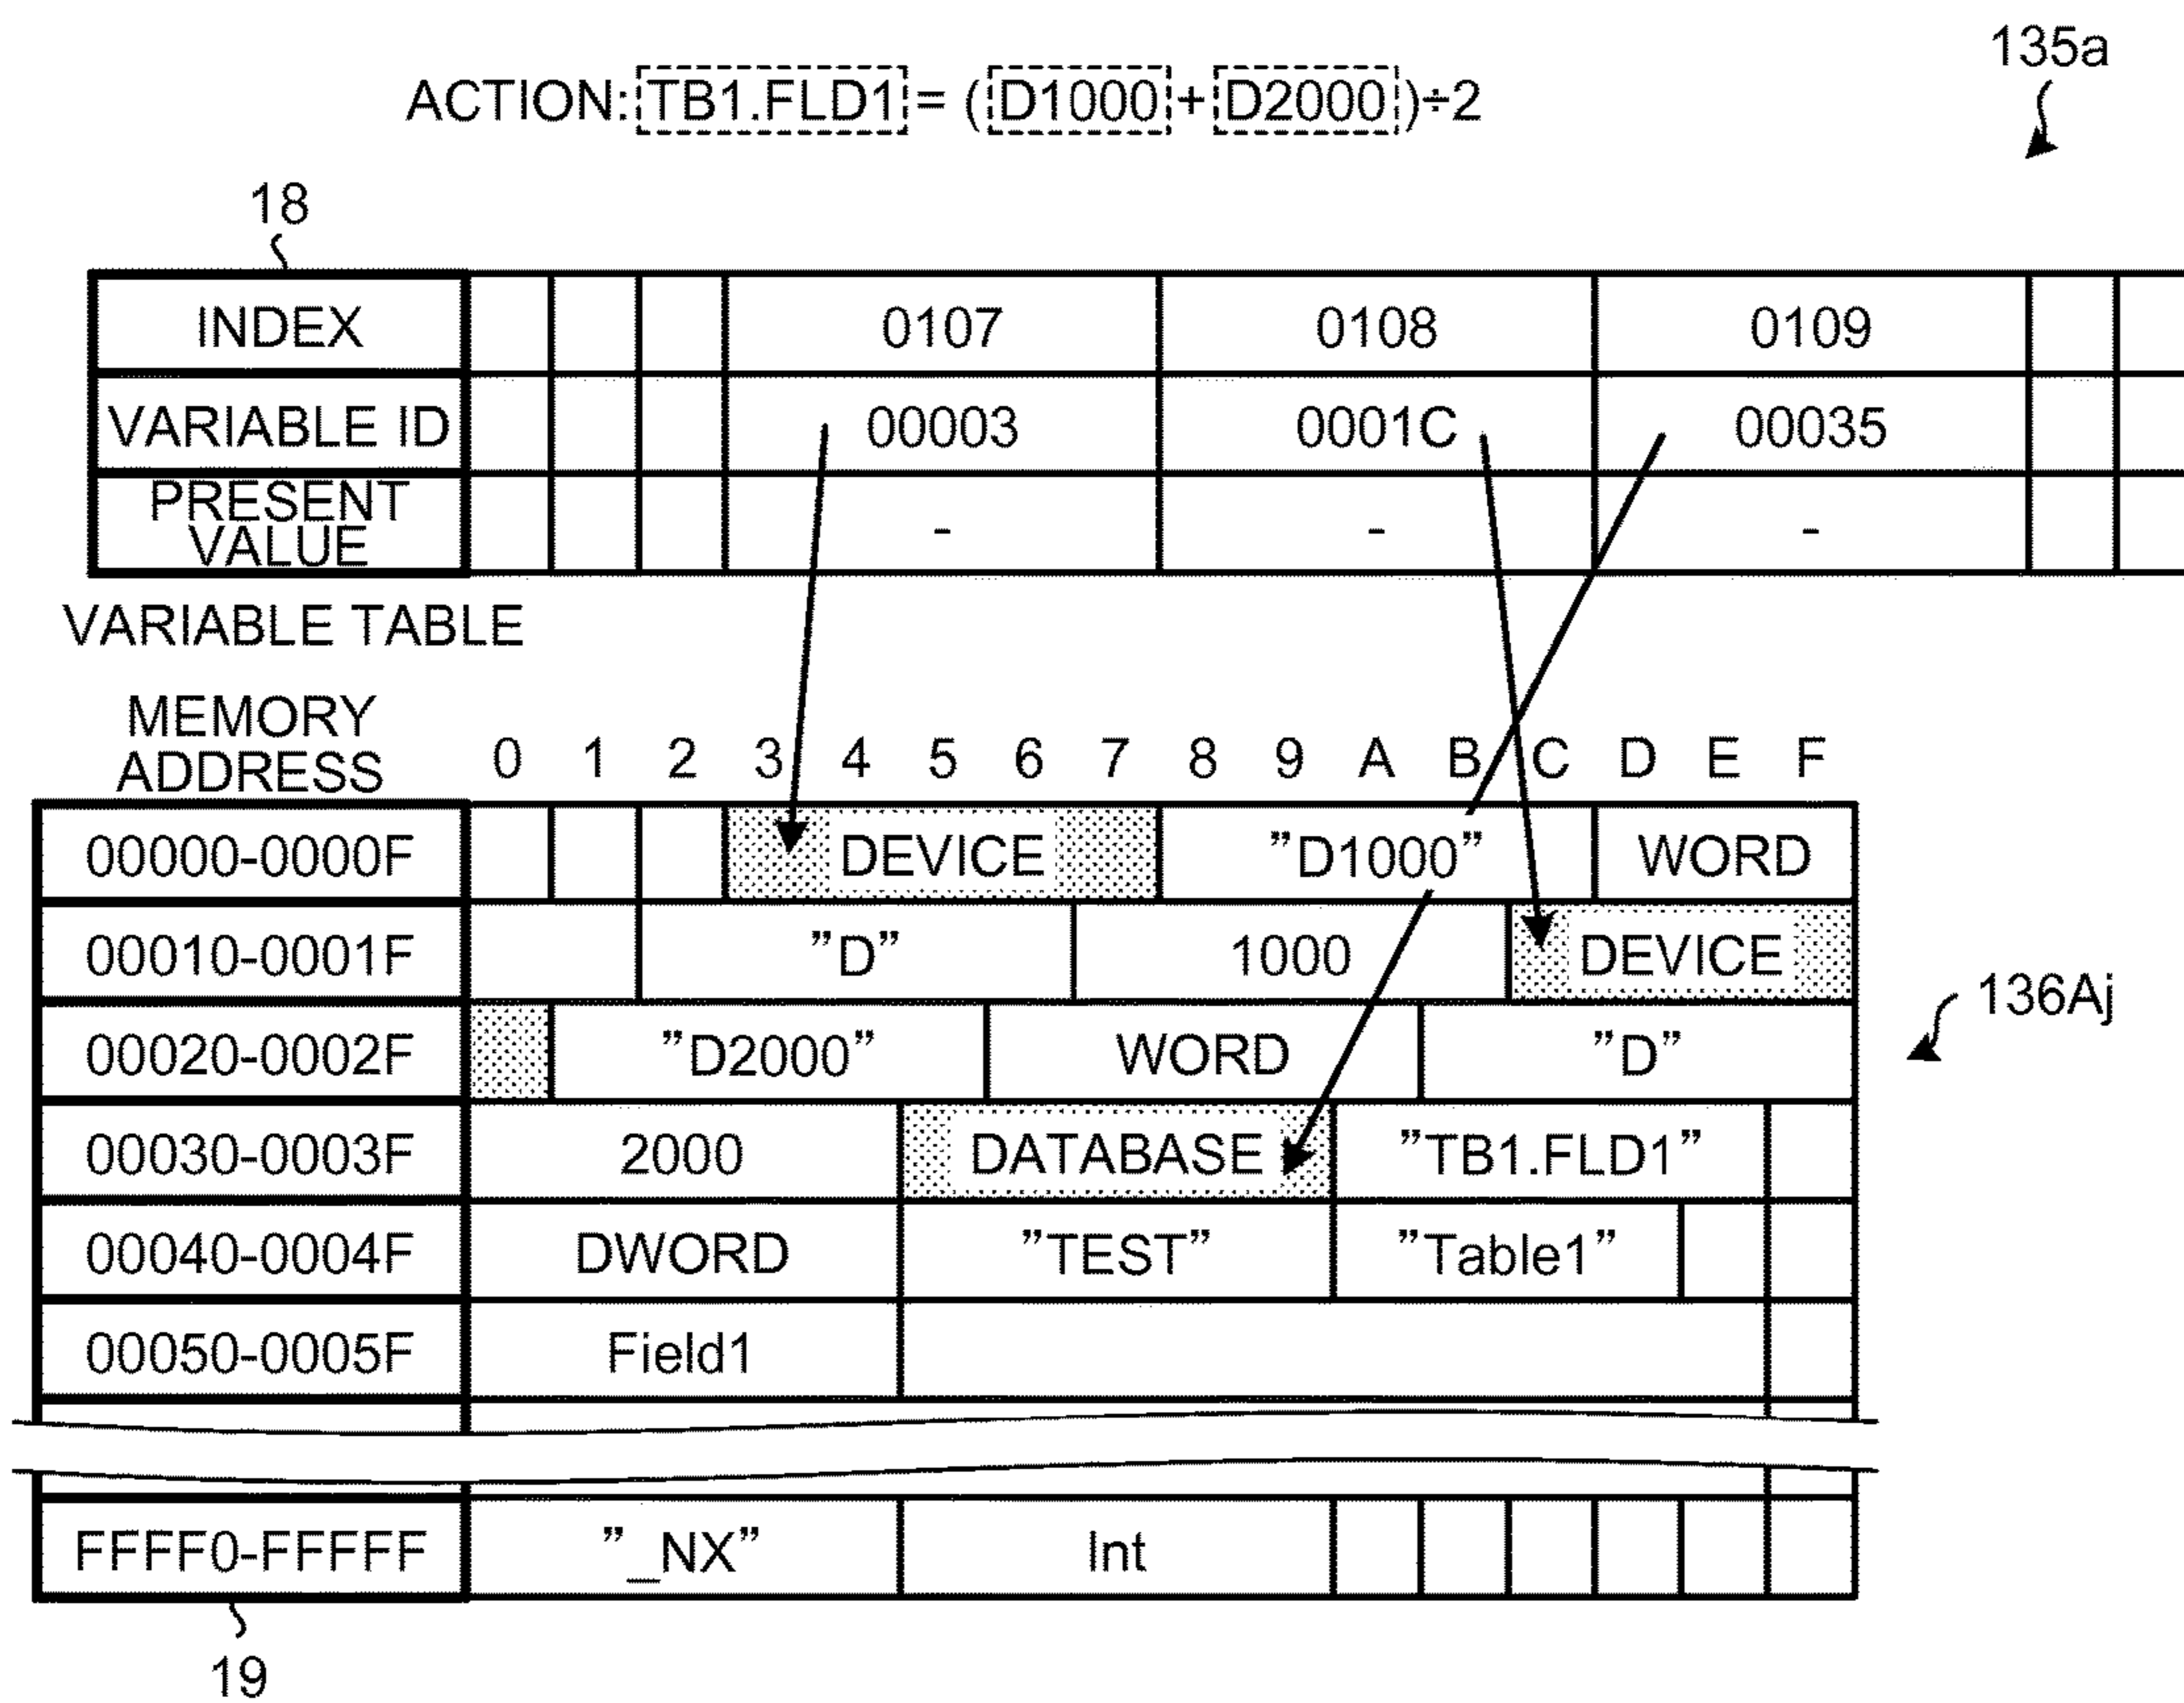 135a
ACTION: TB1.FLD1 = (D1000 + D2000)÷2
18
INDEX 0107 0108 0109
VARIABLE ID 00003 0001C 00035
PRESENT VALUE - - -
VARIABLE TABLE
MEMORY ADDRESS 0 1 2 3 4 5 6 7 8 9 A B C D E F
00000-0000F DEVICE ”D1000” WORD
00010-0001F ”D” 1000 DEVICE
136Aj
00020-0002F ”D2000” WORD ”D”
00030-0003F 2000 DATABASE ”TB1.FLD1”
00040-0004F DWORD ”TEST” ”Table1”
00050-0005F Field1
FFFF0-FFFFF ”_NX” Int
19